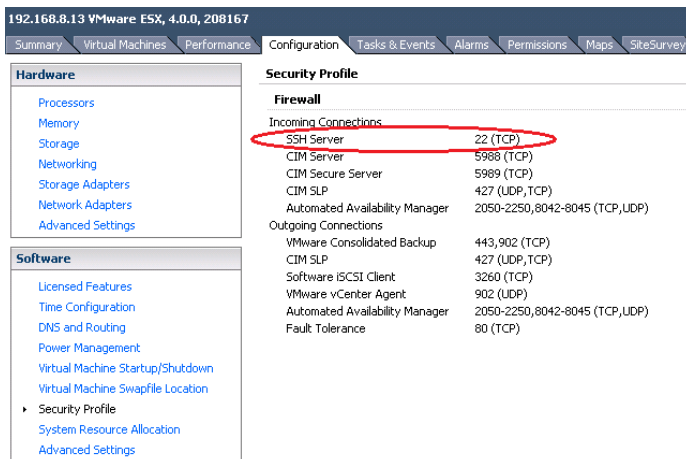 192.168.8.13 VMware ESX, 4.0.0, 208167
Summary Virtual Machines Performance Configuration Tasks & Events Alarms Permissions Maps SiteSurvey
Hardware
Processors
Memory
Storage
Networking
Storage Adapters
Network Adapters
Advanced Settings
Software
Licensed Features
Time Configuration
DNS and Routing
Power Management
Virtual Machine Startup/Shutdown
Virtual Machine Swapfile Location
Security Profile
System Resource Allocation
Advanced Settings
Security Profile
Firewall
Incoming Connections
SSH Server 22 (TCP)
CIM Server 5988 (TCP)
CIM Secure Server 5989 (TCP)
CIM SLP 427 (UDP,TCP)
Automated Availability Manager 2050-2250,8042-8045 (TCP,UDP)
Outgoing Connections
VMware Consolidated Backup 443,902 (TCP)
CIM SLP 427 (UDP,TCP)
Software iSCSI Client 3260 (TCP)
VMware vCenter Agent 902 (UDP)
Automated Availability Manager 2050-2250,8042-8045 (TCP,UDP)
Fault Tolerance 80 (TCP)